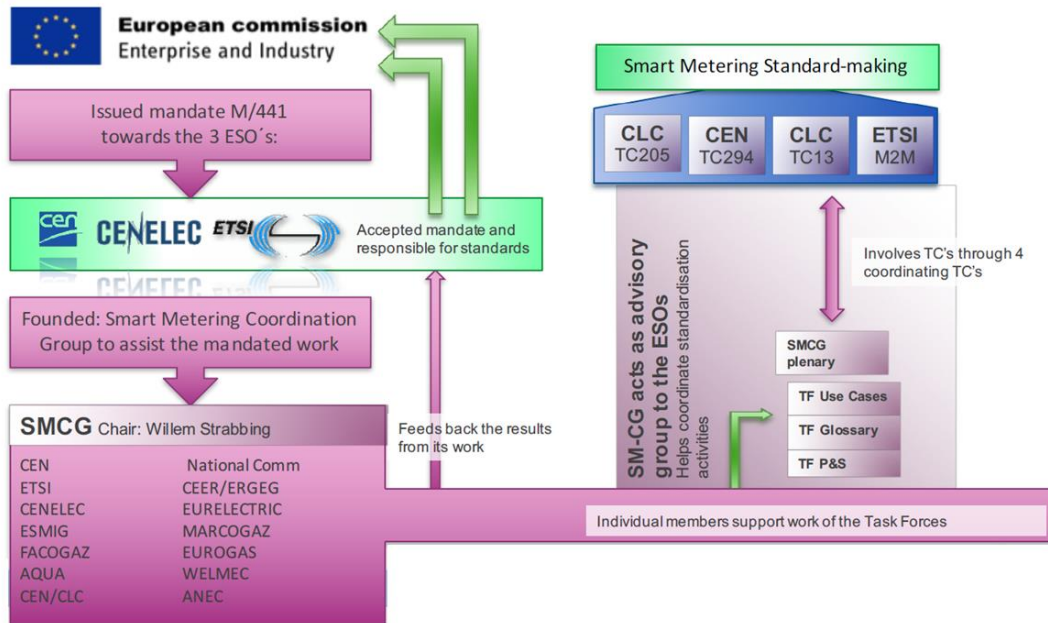 European commission
Enterprise and Industry
Issued mandate M/441
towards the 3 ESO´s:
cen
CENELEC
ETSI
Accepted mandate and
responsible for standards
CENELEC
Founded: Smart Metering Coordination
Group to assist the mandated work
SMCG Chair: Willem Strabbing
CEN National Comm
ETSI CEER/ERGEG
CENELEC EURELECTRIC
ESMIG MARCOGAZ
FACOGAZ EUROGAS
AQUA WELMEC
CEN/CLC ANEC
Feeds back the results
from its work
Smart Metering Standard-making
CLC
TC205
CEN
TC294
CLC
TC13
ETSI
M2M
Involves TC's through 4
coordinating TC's
SM-CG acts as advisory
group to the ESOs
Helps coordinate standardisation
activities
SMCG
plenary
TF Use Cases
TF Glossary
TF P&S
Individual members support work of the Task Forces